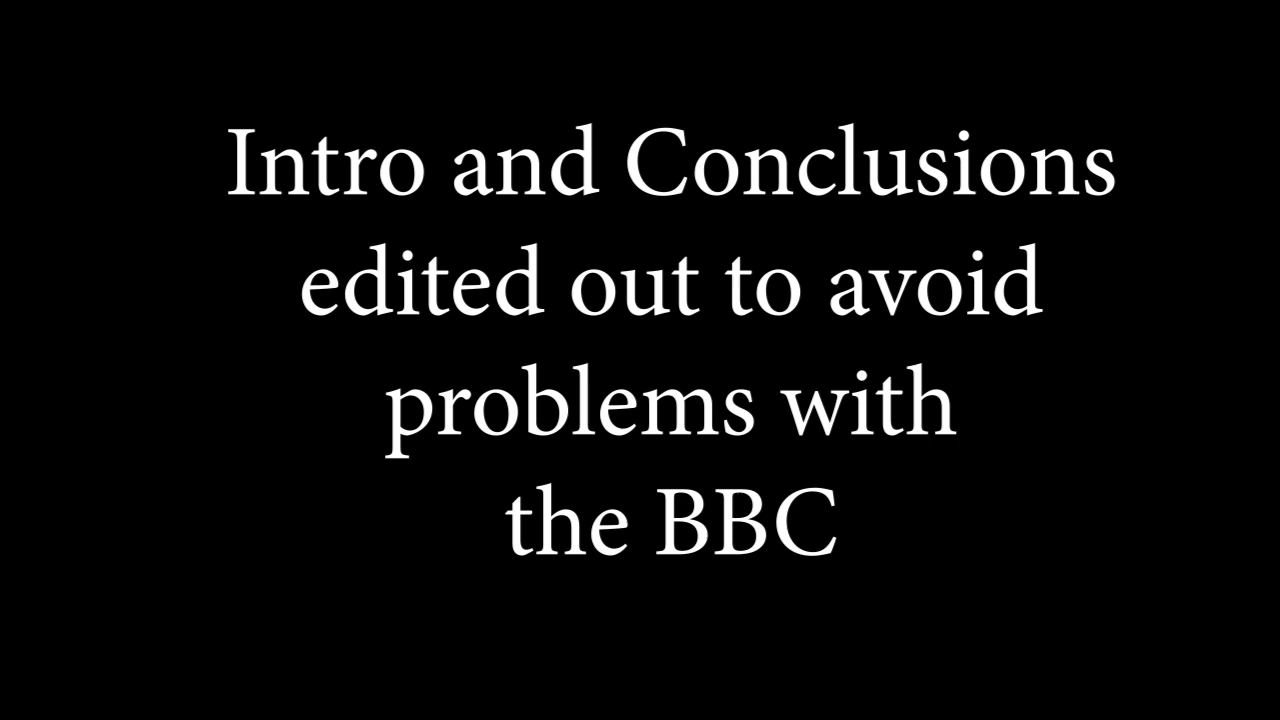 Intro and Conclusions
edited out to avoid
problems with
the BBC